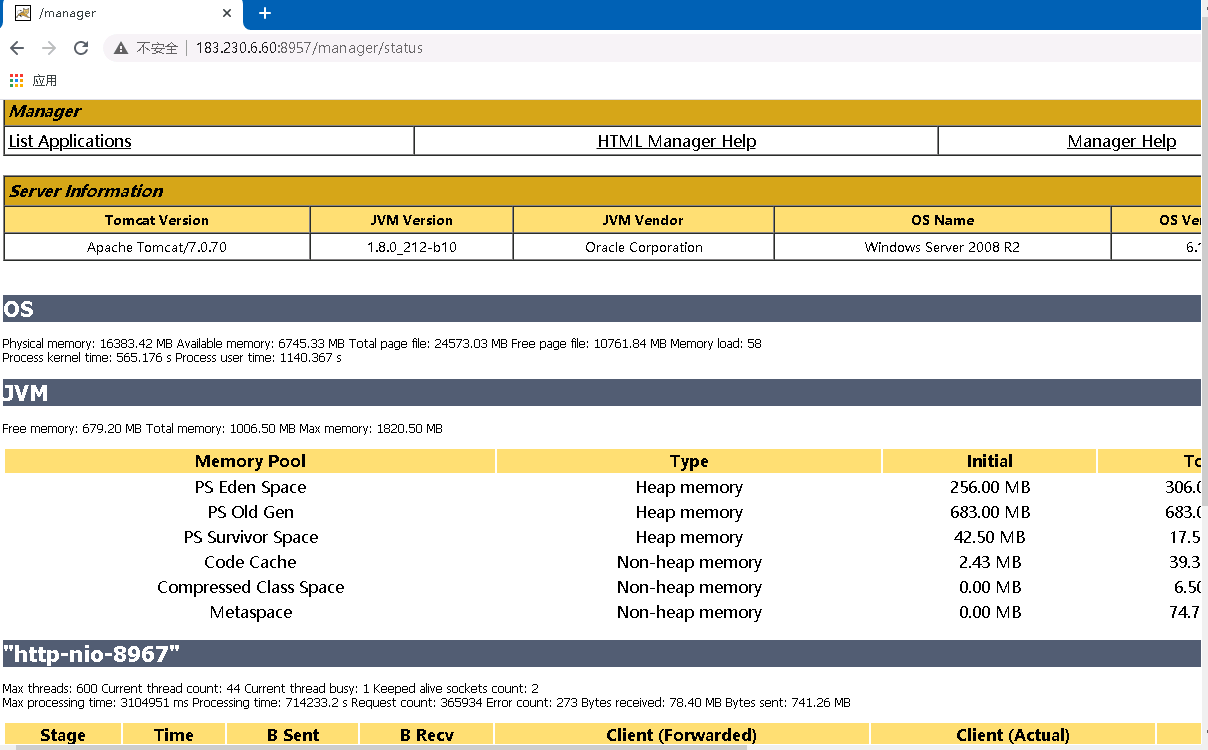 /manager
不安全 183.230.6.60:8957/manager/status
应用
Manager
List Applications HTML Manager Help Manager Help
Server Information
Tomcat Version JVM Version JVM Vendor OS Name OS Ve
Apache Tomcat/7.0.70 1.8.0_212-b10 Oracle Corporation Windows Server 2008 R2 6.1
OS
Physical memory: 16383.42 MB Available memory: 6745.33 MB Total page file: 24573.03 MB Free page file: 10761.84 MB Memory load: 58
Process kernel time: 565.176 s Process user time: 1140.367 s
JVM
Free memory: 679.20 MB Total memory: 1006.50 MB Max memory: 1820.50 MB
Memory Pool Type Initial To
PS Eden Space Heap memory 256.00 MB 306.0
PS Old Gen Heap memory 683.00 MB 683.0
PS Survivor Space Heap memory 42.50 MB 17.5
Code Cache Non-heap memory 2.43 MB 39.3
Compressed Class Space Non-heap memory 0.00 MB 6.50
Metaspace Non-heap memory 0.00 MB 74.7
"http-nio-8967"
Max threads: 600 Current thread count: 44 Current thread busy: 1 Keeped alive sockets count: 2
Max processing time: 3104951 ms Processing time: 714233.2 s Request count: 365934 Error count: 273 Bytes received: 78.40 MB Bytes sent: 741.26 MB
Stage Time B Sent B Recv Client (Forwarded) Client (Actual)